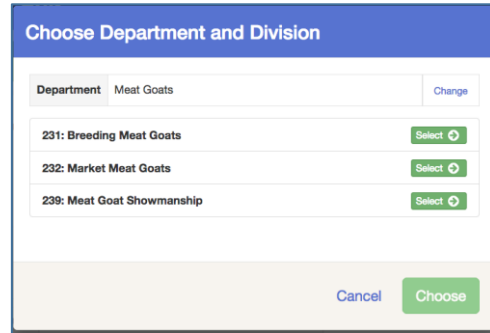 Choose Department and Division
Department Meat Goats Change
231: Breeding Meat Goats Select
232: Market Meat Goats Select
239: Meat Goat Showmanship Select
Cancel Choose